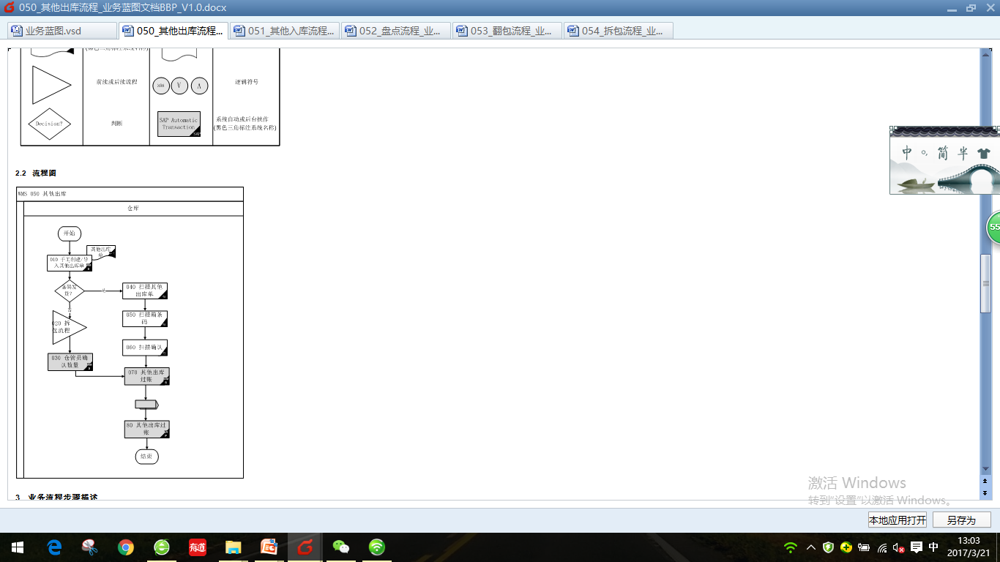 050_其他出库流程_业务蓝图文档BBP_V1.0.docx
业务蓝图.vsd
050_其他出库流程...
051_其他入库流程...
052_盘点流程_业...
053_翻包流程_业...
054_拆包流程_业...
前续或后续流程
XOR
V
Λ
逻辑符号
Decision?
判断
SAP Automatic
Transaction
SAP
系统自动或后台操作
(黑色三角标注系统名称)
2.2 流程图
WMS_050 其他出库
仓库
开始
其他出库
单
010 手工创建/导
入其他出库单
条码发
货?
是
040 扫描其他
出库单
否
020 拆
包流程
050 扫描箱条
码
060 扫描确认
030 仓管员确
认数量
070 其他出库
过账
80 其他出库过
账
结束
3 业务流程步骤描述
中 简 半
55
激活 Windows
转到"设置"以激活 Windows。
本地应用打开
另存为
有道
中
13:03
2017/3/21